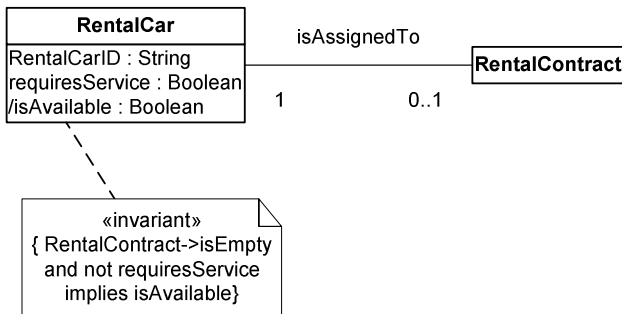 RentalCar
RentalCarID : String
requiresService : Boolean
/isAvailable : Boolean
isAssignedTo
1
0..1
RentalContract
«invariant»
{ RentalContract->isEmpty
and not requiresService
implies isAvailable}